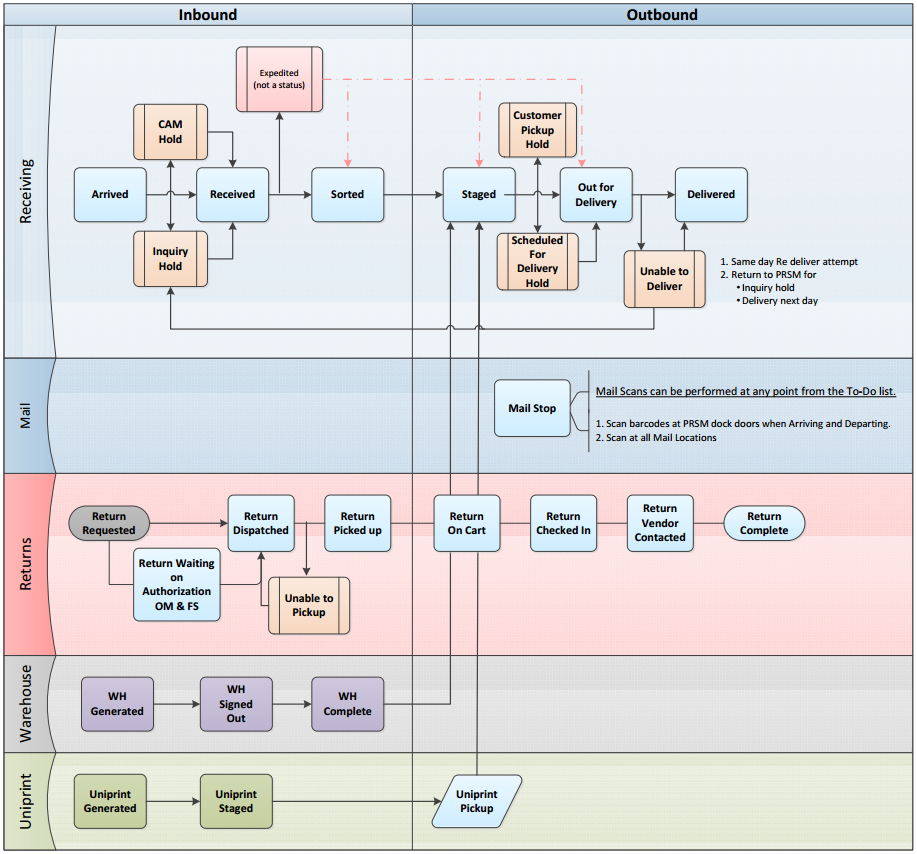 Inbound
Outbound
Receiving
Expedited
(not a status)
CAM
Hold
Customer
Pickup
Hold
Arrived
Received
Sorted
Staged
Out for
Delivery
Delivered
Inquiry
Hold
Scheduled
For
Delivery
Hold
Unable to
Deliver
1. Same day Re deliver attempt
2. Return to PRSM for
• Inquiry hold
• Delivery next day
Mail
Mail Stop
Mail Scans can be performed at any point from the To-Do list.
1. Scan barcodes at PRSM dock doors when Arriving and Departing.
2. Scan at all Mail Locations
Returns
Return
Requested
Return
Dispatched
Return
Picked up
Return
On Cart
Return
Checked In
Return
Vendor
Contacted
Return
Complete
Return Waiting
on
Authorization
OM & FS
Unable to
Pickup
Warehouse
WH
Generated
WH
Signed
Out
WH
Complete
Uniprint
Uniprint
Generated
Uniprint
Staged
Uniprint
Pickup